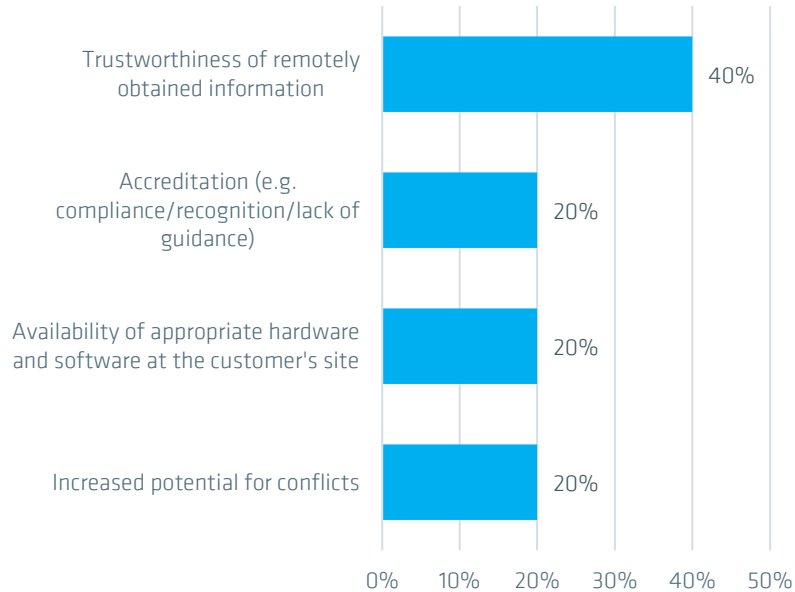 Trustworthiness of remotely
obtained information
40%
Accreditation (e.g.
compliance/recognition/lack of
guidance)
20%
Availability of appropriate hardware
and software at the customer's site
20%
Increased potential for conflicts
20%
0% 10% 20% 30% 40% 50%